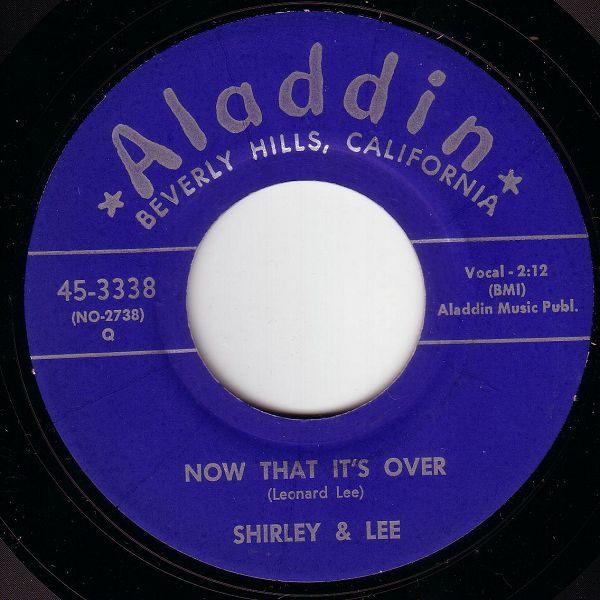 Aladdin
BEVERLY HILLS, CALIFORNIA
45-3338
(NO-2738)
Q
Vocal - 2:12
(BMI)
Aladdin Music Publ.
NOW THAT IT'S OVER
(Leonard Lee)
SHIRLEY & LEE